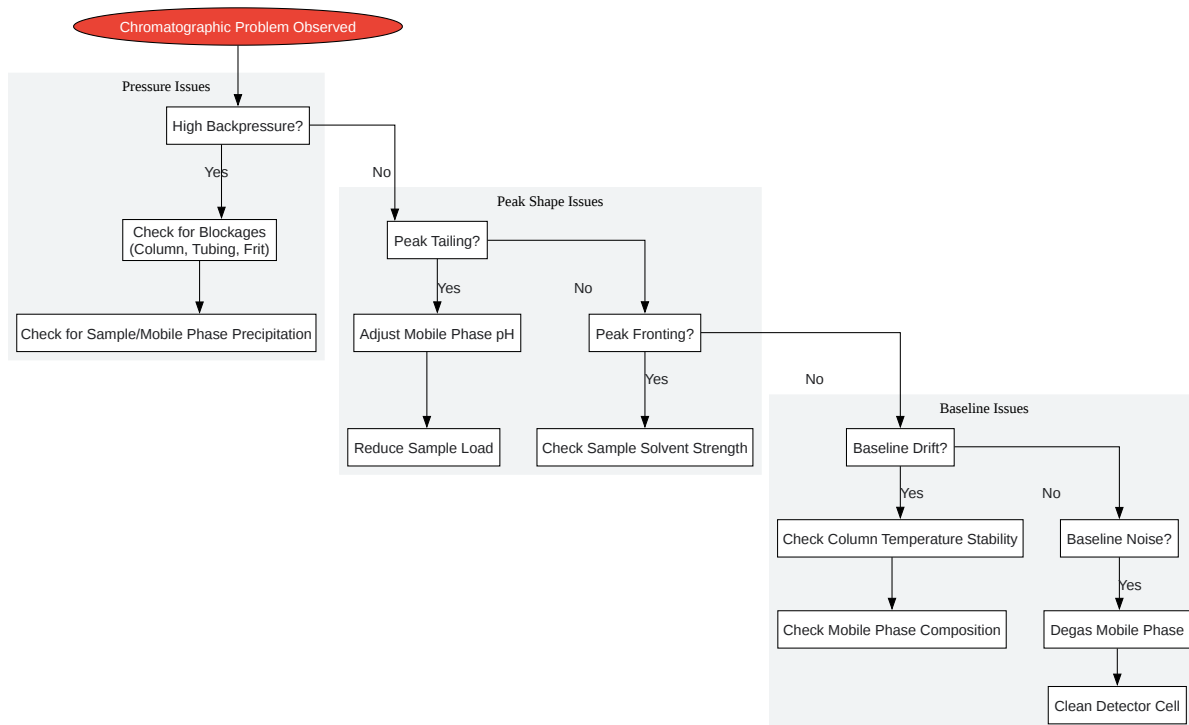 Chromatographic Problem Observed
Pressure Issues
High Backpressure?
Yes
No
Check for Blockages
(Column, Tubing, Frit)
Check for Sample/Mobile Phase Precipitation
Peak Shape Issues
Peak Tailing?
Yes
No
Adjust Mobile Phase pH
Peak Fronting?
Reduce Sample Load
Yes
No
Check Sample Solvent Strength
Baseline Issues
Baseline Drift?
Yes
No
Check Column Temperature Stability
Baseline Noise?
Check Mobile Phase Composition
Yes
Degas Mobile Phase
Clean Detector Cell